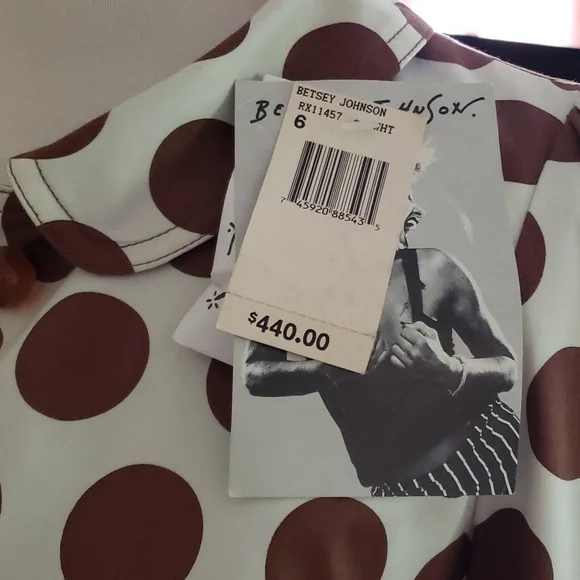 BETSEY JOHNSON
RX11457
6
7 45920 88543 5
$440.00